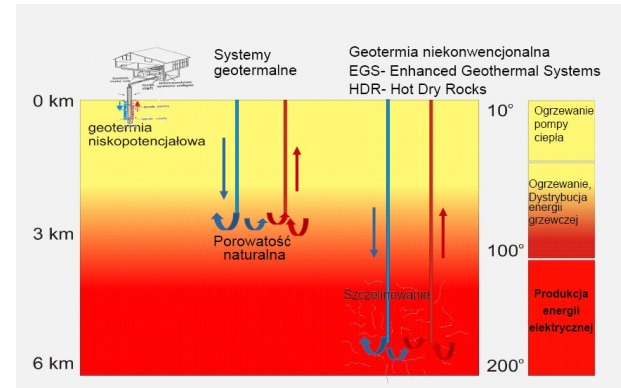 Systemy
geotermalne
Geotermia niekonwencjonalna
EGS- Enhanced Geothermal Systems
HDR- Hot Dry Rocks
0 km
geotermia
niskopotencjałowa
10°
Ogrzewanie
pompy
ciepła
Ogrzewanie,
Dystrybucja
energii
grzewczej
3 km
Porowatość
naturalna
100°
Szczelinowanie
Produkcja
energii
elektrycznej
6 km
200°